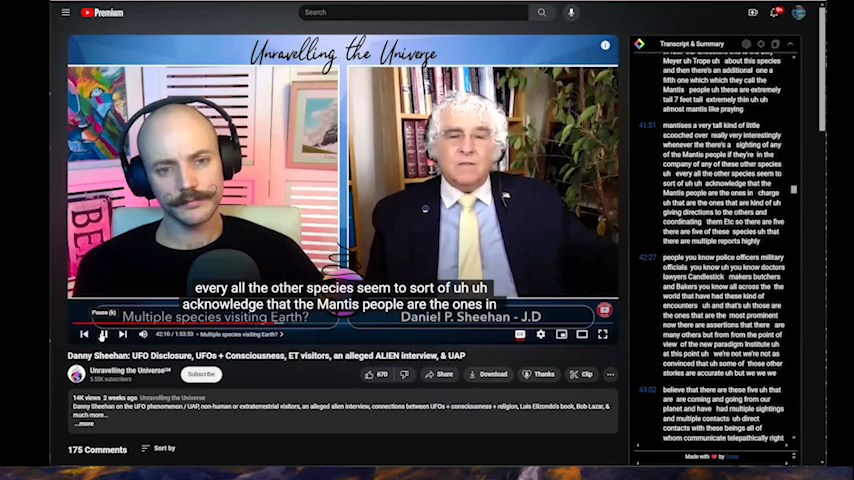 Premium
Search
9+
Unravelling the Universe
BE
every all the other species seem to sort of uh uh
acknowledge that the Mantis people are the ones in
Pause (k)
Multiple species visiting Earth?
Daniel P. Sheehan - J.D
42:10 / 1:53:53 • Multiple species visiting Earth? >
Danny Sheehan: UFO Disclosure, UFOs + Consciousness, ET visitors, an alleged ALIEN interview, & UAP
Unravelling the Universe
5.93K subscribers
Subscribe
670
Share
Download
Thanks
Clip
14K views 2 weeks ago Unravelling the Universe
Danny Sheehan on the UFO phenomenon / UAP, non-human or extraterrestrial visitors, an alleged alien interview, connections between UFOs + consciousness + religion, Luis Elizondo's book, Bob Lazar, &
much more...
...more
175 Comments
Sort by
Transcript & Summary
Meyer uh Trope uh about this species
and then there's an additional one a
fifth one which which they call the
Mantis people uh these are extremely
tall 7 feet tall extremely thin uh uh
almost mantis like praying
41:51
mantises a very tall kind of little
scooched over really very interestingly
whenever the there's a sighting of any
of the Mantis people if they're in the
company of any of these other species
uh every all the other species seem to
sort of uh uh acknowledge that the
Mantis people are the ones in charge
uh that are the ones that are kind of uh
giving directions to the others and
coordinating them Etc so there are five
there are five of these species uh that
there are multiple reports highly
42:27
people you know police officers military
officials you know uh you know doctors
lawyers Candlestick makers butchers
and Bakers you know all across the the
world that have had these kind of
encounters uh and that's uh those are
the ones that are the most prominent
now there are assertions that there are
many others but from from the point of
view of the new paradigm Institute uh
at this point uh we're not we're not as
convinced that uh some of those other
stories are accurate uh but we we we
43:02
believe that there are these five uh that
are are coming and going from our
planet and have had multiple sightings
and multiple contacts uh direct
contacts with these beings all of
whom communicate telepathically right
Made with ❤ by Glasp